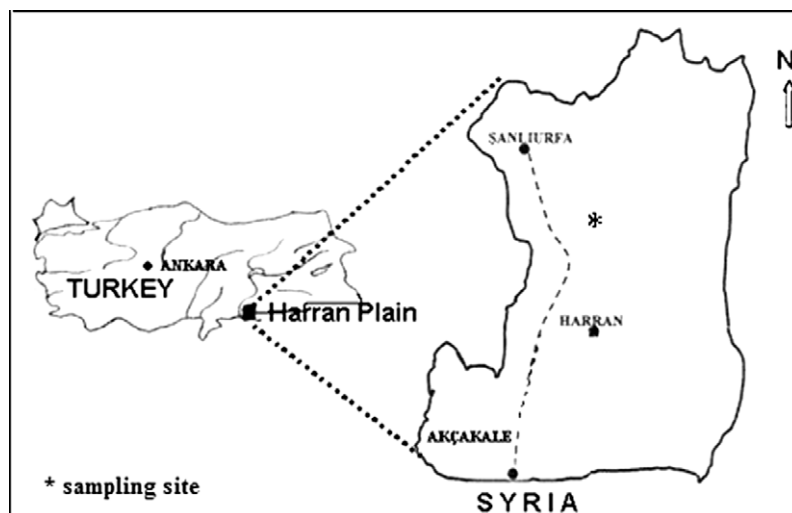 N
ŞANLIURFA
*
ANKARA
TURKEY
Harran Plain
HARRAN
AKÇAKALE
* sampling site
SYRIA